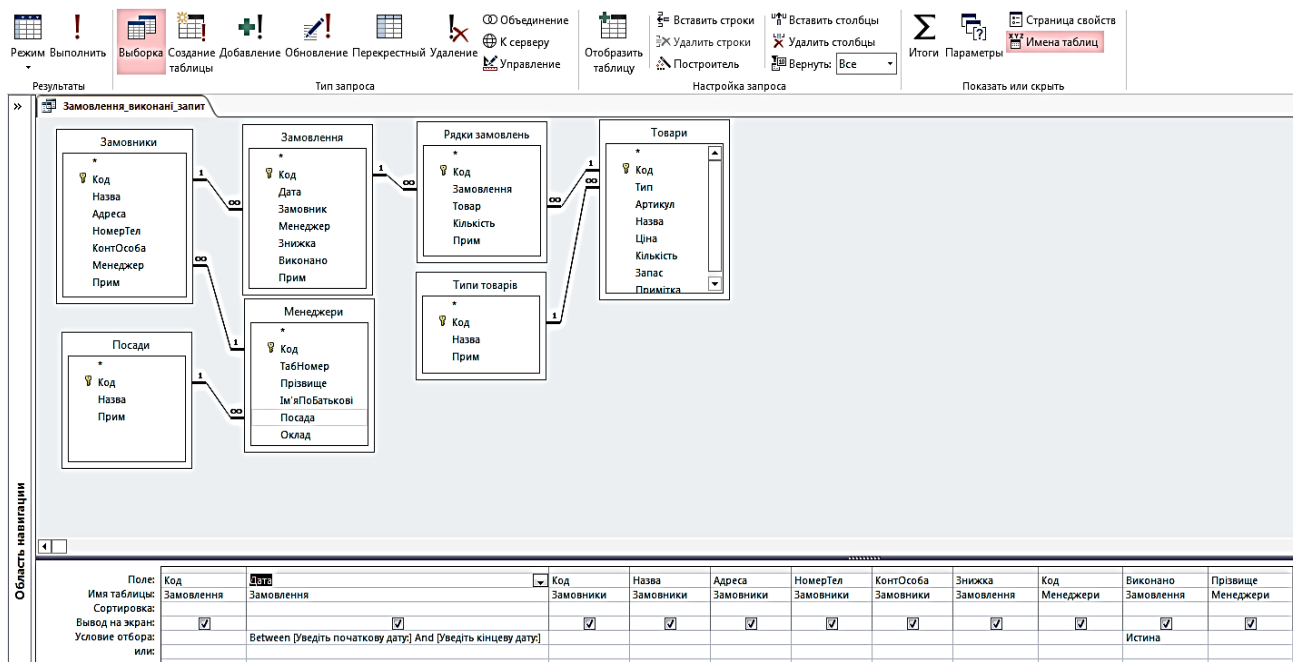 Режим Выполнить
Результаты
Выборка Создание таблицы Добавление Обновление Перекрестный Удаление
Объединение
К серверу
Управление
Тип запроса
Отобразить таблицу
Вставить строки
Удалить строки
Построитель
Вставить столбцы
Удалить столбцы
Вернуть: Все
Настройка запроса
Итоги Параметры
Страница свойств
Имена таблиц
Показать или скрыть
»
Замовлення_виконані_запит
Область навигации
Замовники
*
Код
Назва
Адреса
НомерТел
КонтОсоба
Менеджер
Прим
1
∞
∞
1
Замовлення
*
Код
Дата
Замовник
Менеджер
Знижка
Виконано
Прим
1
∞
Рядки замовлень
*
Код
Замовлення
Товар
Кількість
Прим
∞
1
∞
Товари
*
Код
Тип
Артикул
Назва
Ціна
Кількість
Запас
Примітка
Посади
*
Код
Назва
Прим
1
∞
Менеджери
*
Код
ТабНомер
Прізвище
Ім'яПоБатькові
Посада
Оклад
Типи товарів
*
Код
Назва
Прим
1
Поле: Код Дата Код Назва Адреса НомерТел КонтОсоба Знижка Код Виконано Прізвище
Имя таблицы: Замовлення Замовлення Замовники Замовники Замовники Замовники Замовники Замовлення Менеджери Замовлення Менеджери
Сортировка:
Вывод на экран:
Условие отбора: Between [Уведіть початкову дату:] And [Уведіть кінцеву дату:] Истина
или: